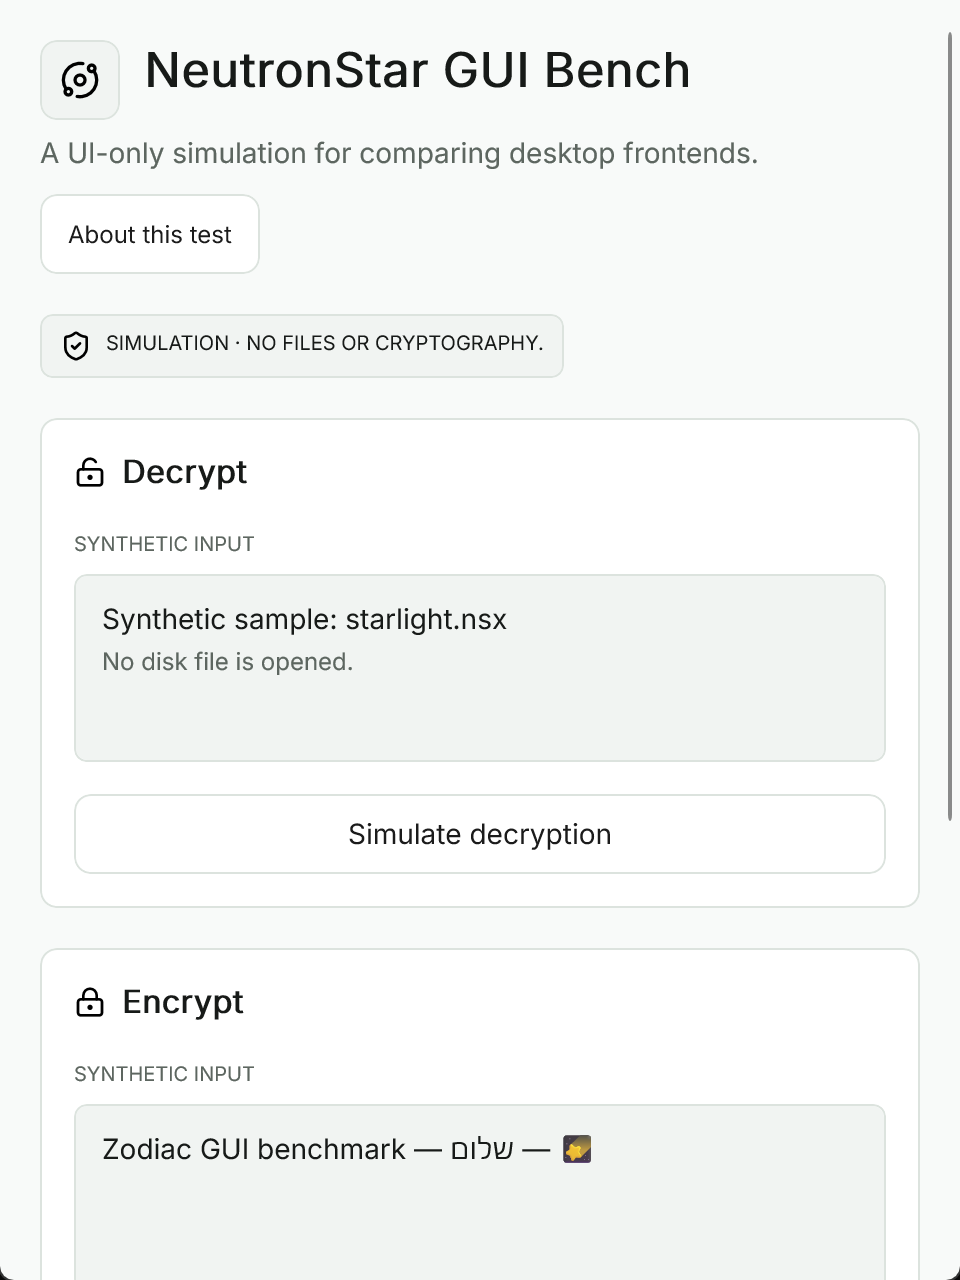 NeutronStar GUI Bench
A UI-only simulation for comparing desktop frontends.
About this test
SIMULATION · NO FILES OR CRYPTOGRAPHY.
Decrypt
SYNTHETIC INPUT
Synthetic sample: starlight.nsx
No disk file is opened.
Simulate decryption
Encrypt
SYNTHETIC INPUT
Zodiac GUI benchmark — שלום — 🌠